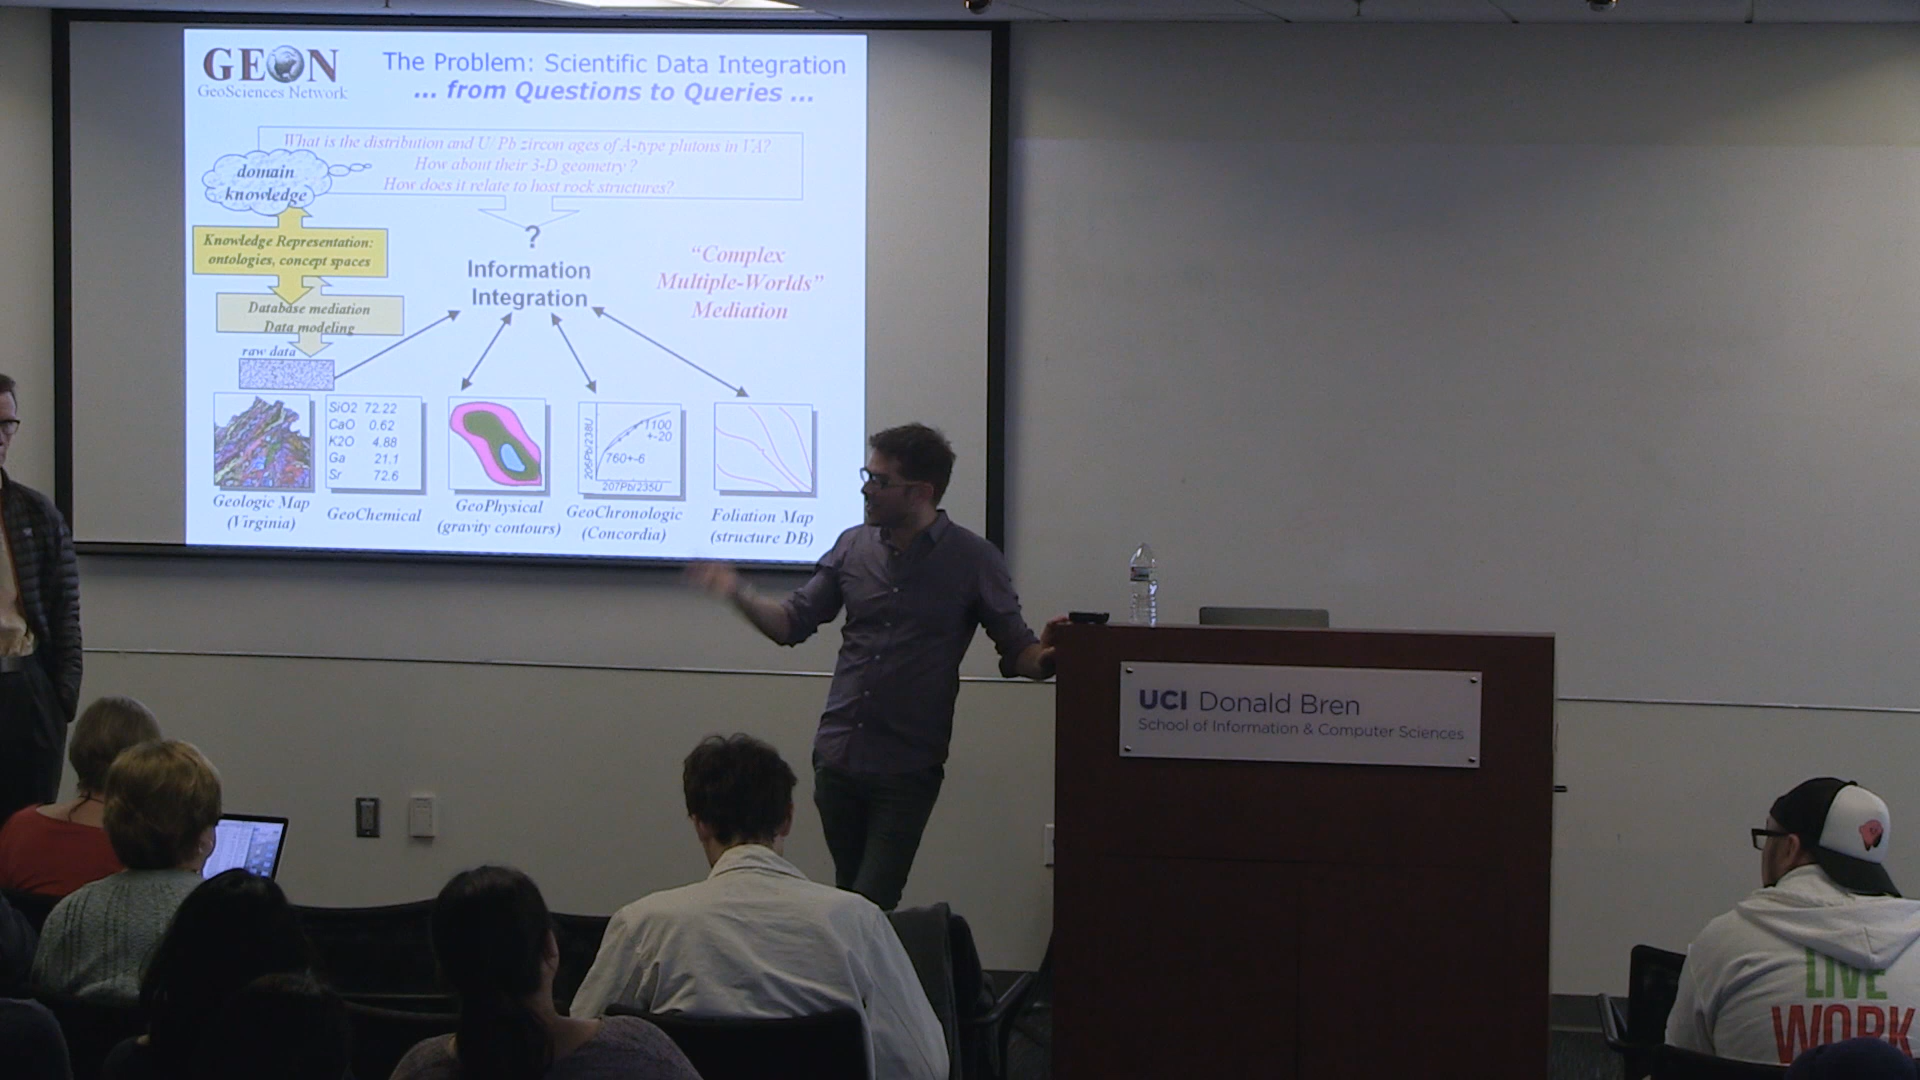 GEON
GeoSciences Network
The Problem: Scientific Data Integration
... from Questions to Queries ...
What is the distribution and U/ Pb zircon ages of A-type plutons in VA?
How about their 3-D geometry ?
How does it relate to host rock structures?
domain
knowledge
Knowledge Representation:
ontologies, concept spaces
Database mediation
Data modeling
raw data
?
Information
Integration
“Complex
Multiple-Worlds”
Mediation
SiO2 72.22
CaO 0.62
K2O 4.88
Ga 21.1
Sr 72.6
206Pb/238U
1100
+-20
760+-6
207Pb/235U
Geologic Map
(Virginia)
GeoChemical
GeoPhysical
(gravity contours)
GeoChronologic
(Concordia)
Foliation Map
(structure DB)
UCI Donald Bren
School of Information & Computer Sciences
LIVE
WORK